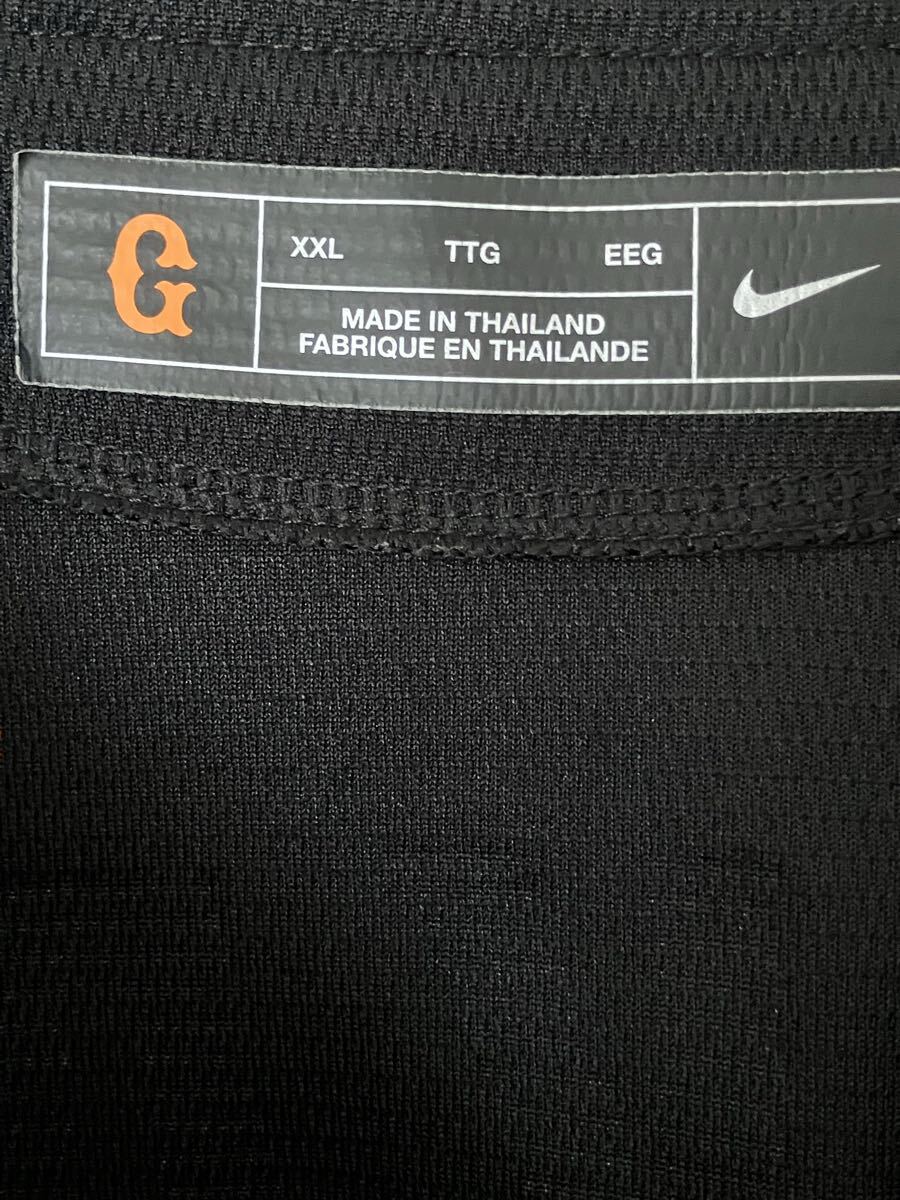 G
XXL TTG EEG
MADE IN THAILAND
FABRIQUE EN THAILANDE